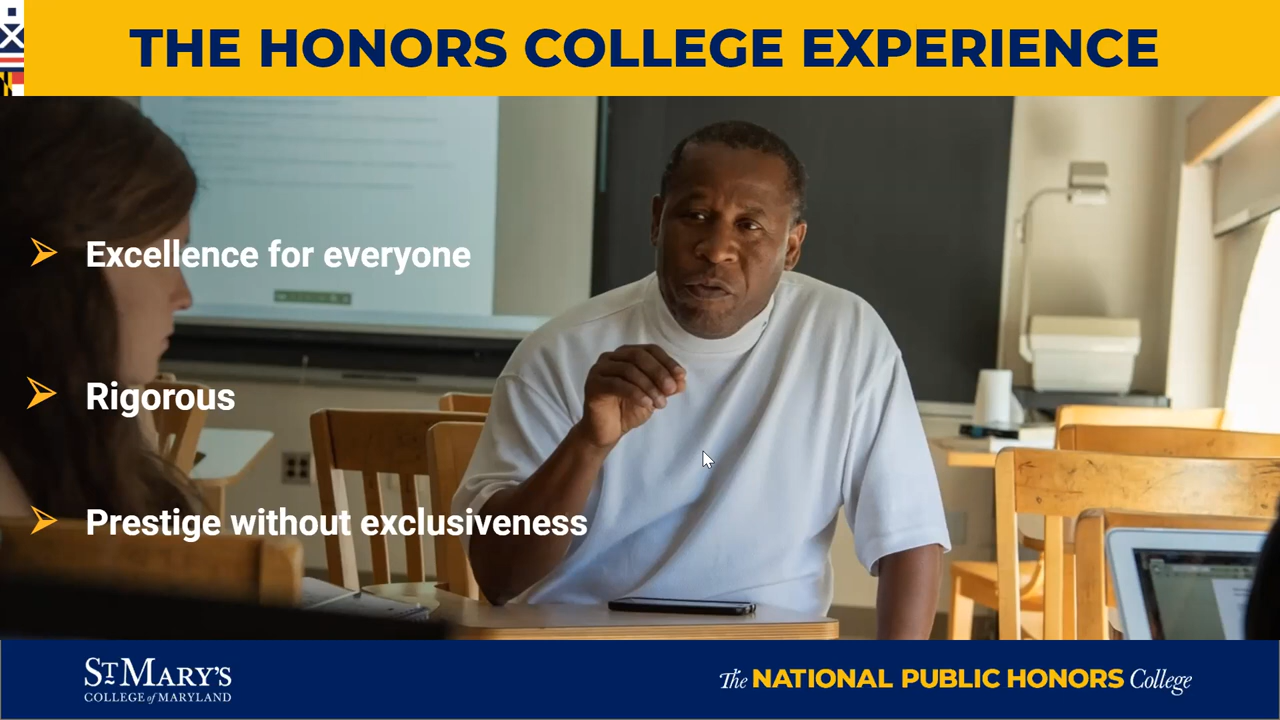 THE HONORS COLLEGE EXPERIENCE
Excellence for everyone
Rigorous
Prestige without exclusiveness
ST MARY'S
COLLEGE of MARYLAND
The NATIONAL PUBLIC HONORS College